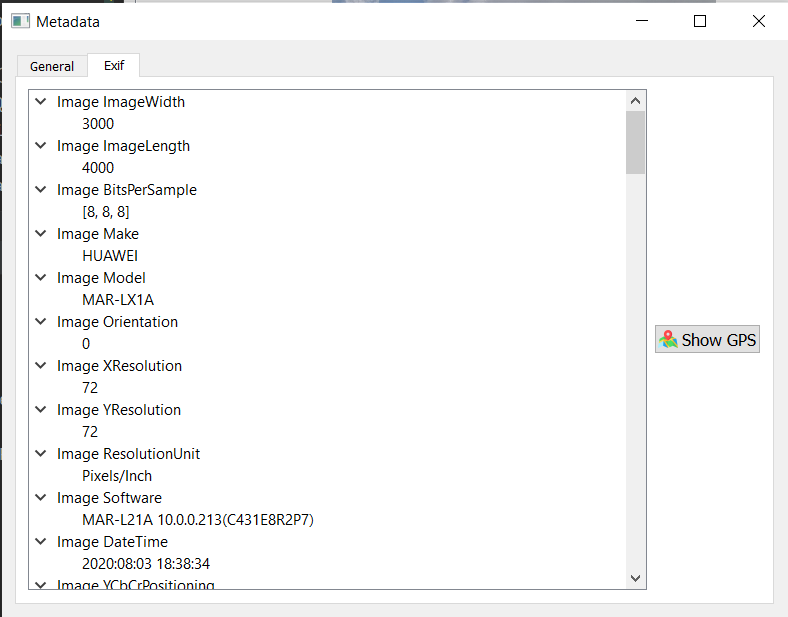 Metadata
General
Exif
Image ImageWidth
3000
Image ImageLength
4000
Image BitsPerSample
[8, 8, 8]
Image Make
HUAWEI
Image Model
MAR-LX1A
Image Orientation
0
Image XResolution
72
Image YResolution
72
Image ResolutionUnit
Pixels/Inch
Image Software
MAR-L21A 10.0.0.213(C431E8R2P7)
Image DateTime
2020:08:03 18:38:34
Image YCbCrPositioning
Show GPS